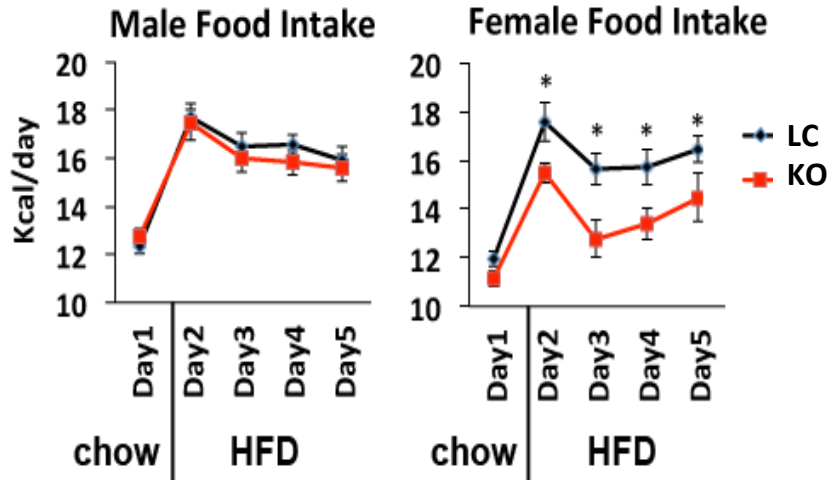 Male Food Intake
Kcal/day
20
18
16
14
12
10
Day1
Day2
Day3
Day4
Day5
chow
HFD
Female Food Intake
20
18
16
14
12
10
*
*
*
*
Day1
Day2
Day3
Day4
Day5
chow
HFD
LC
KO